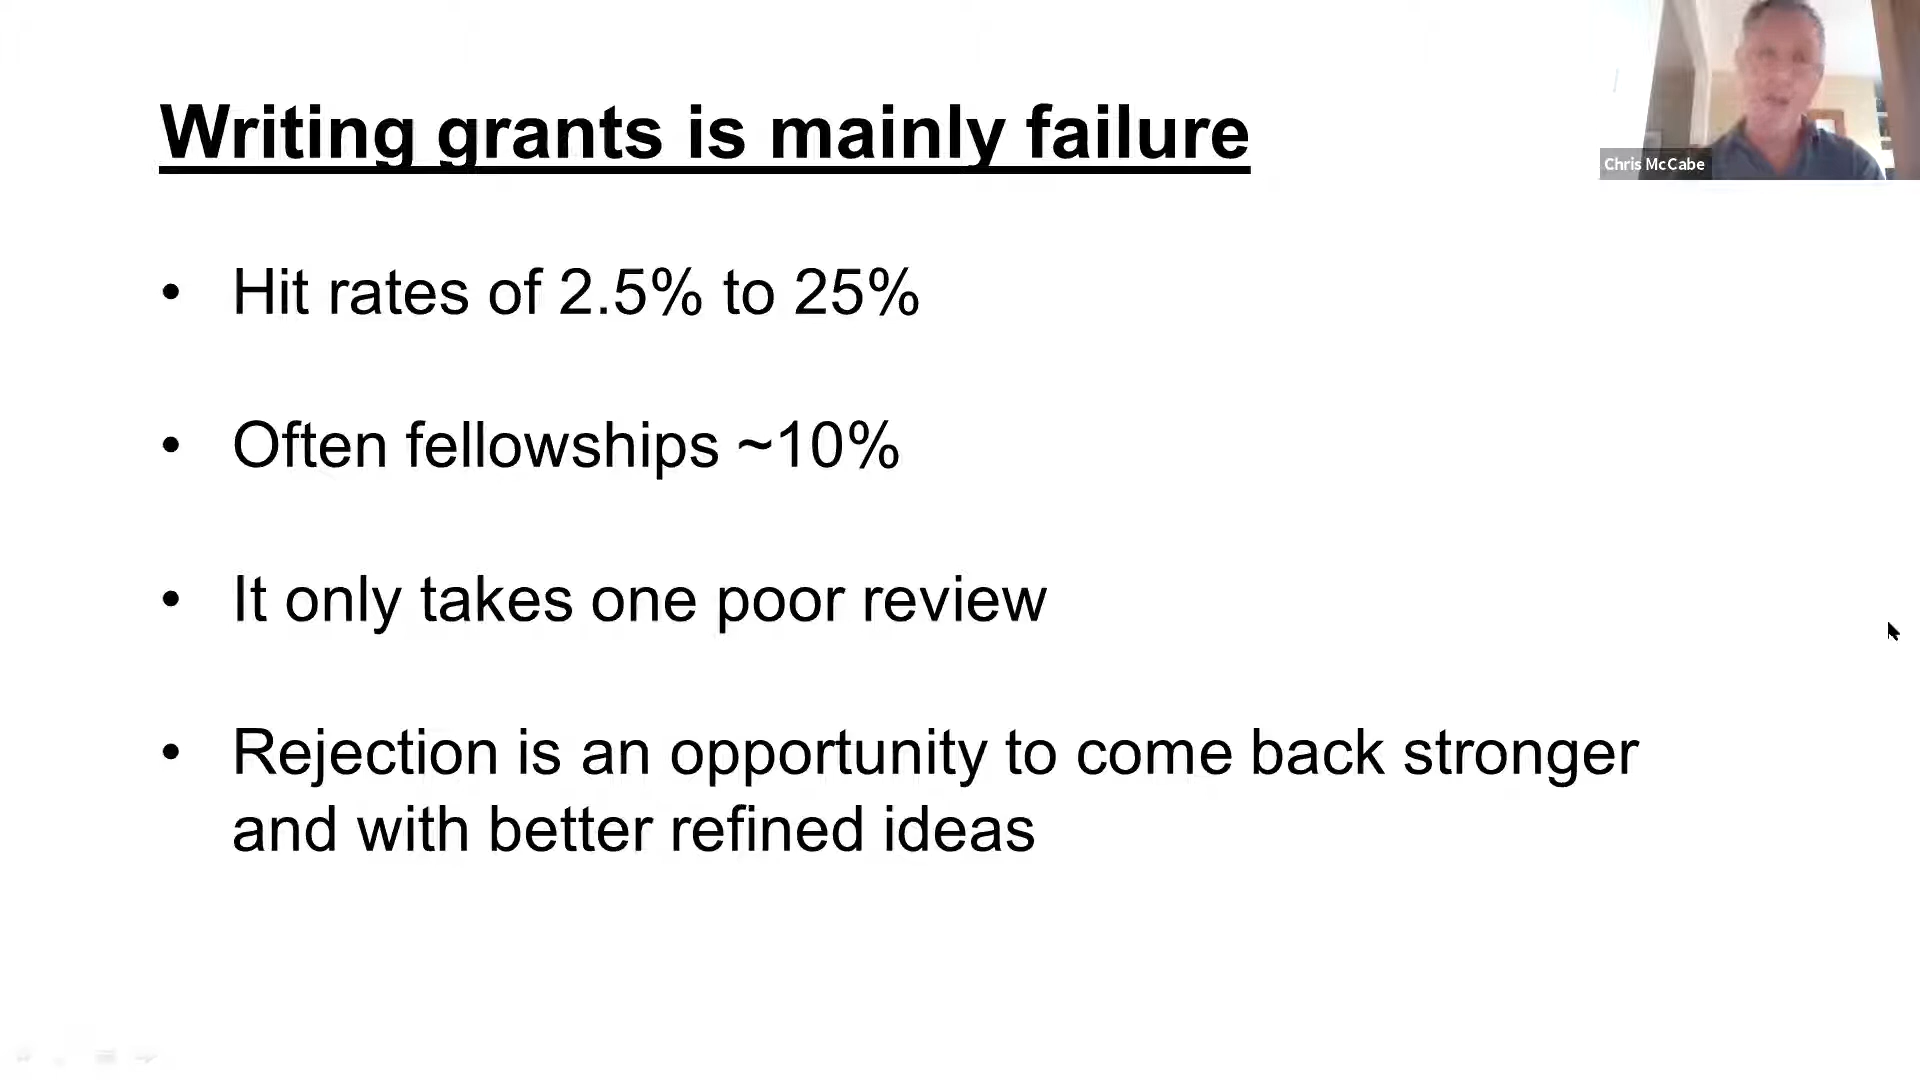 Writing grants is mainly failure
Chris McCabe
• Hit rates of 2.5% to 25%
• Often fellowships ~10%
• It only takes one poor review
• Rejection is an opportunity to come back stronger
and with better refined ideas